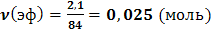 ν(эф) = 2,1/84 = 0,025 (моль)